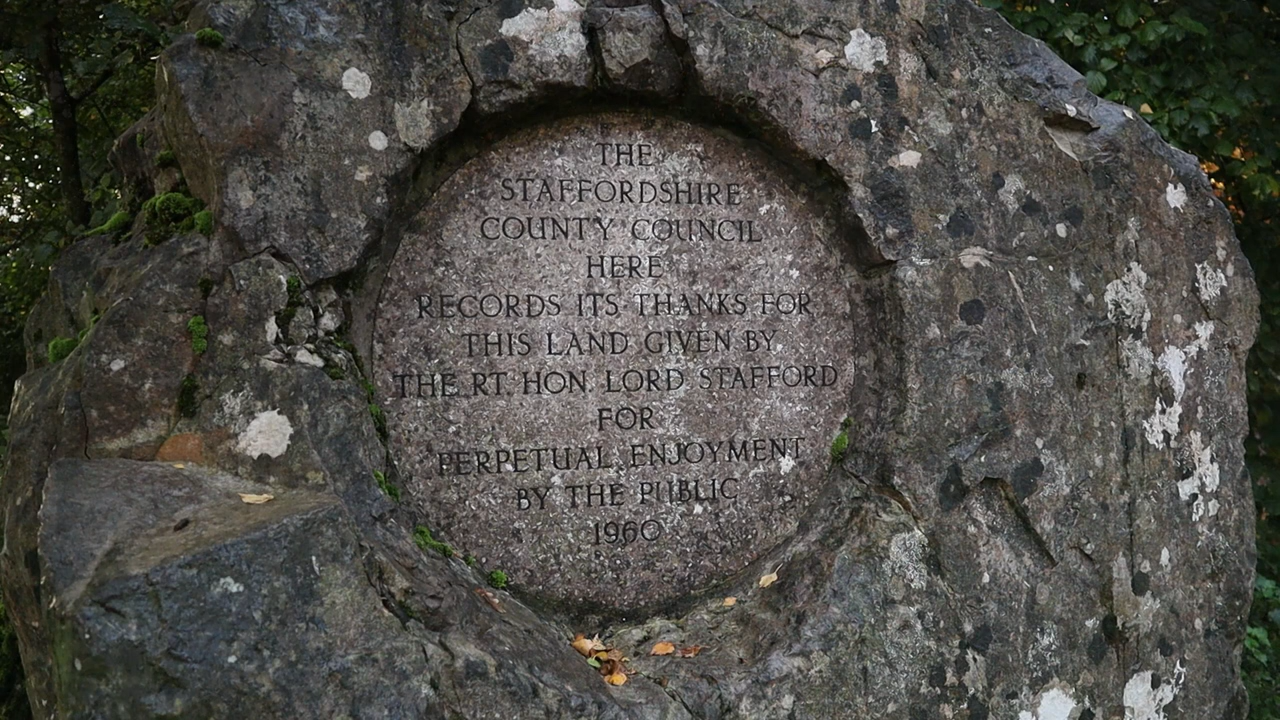 THE
STAFFORDSHIRE
COUNTY COUNCIL
HERE
RECORDS ITS THANKS FOR
THIS LAND GIVEN BY
THE RT. HON. LORD STAFFORD
FOR
PERPETUAL ENJOYMENT
BY THE PUBLIC
1960